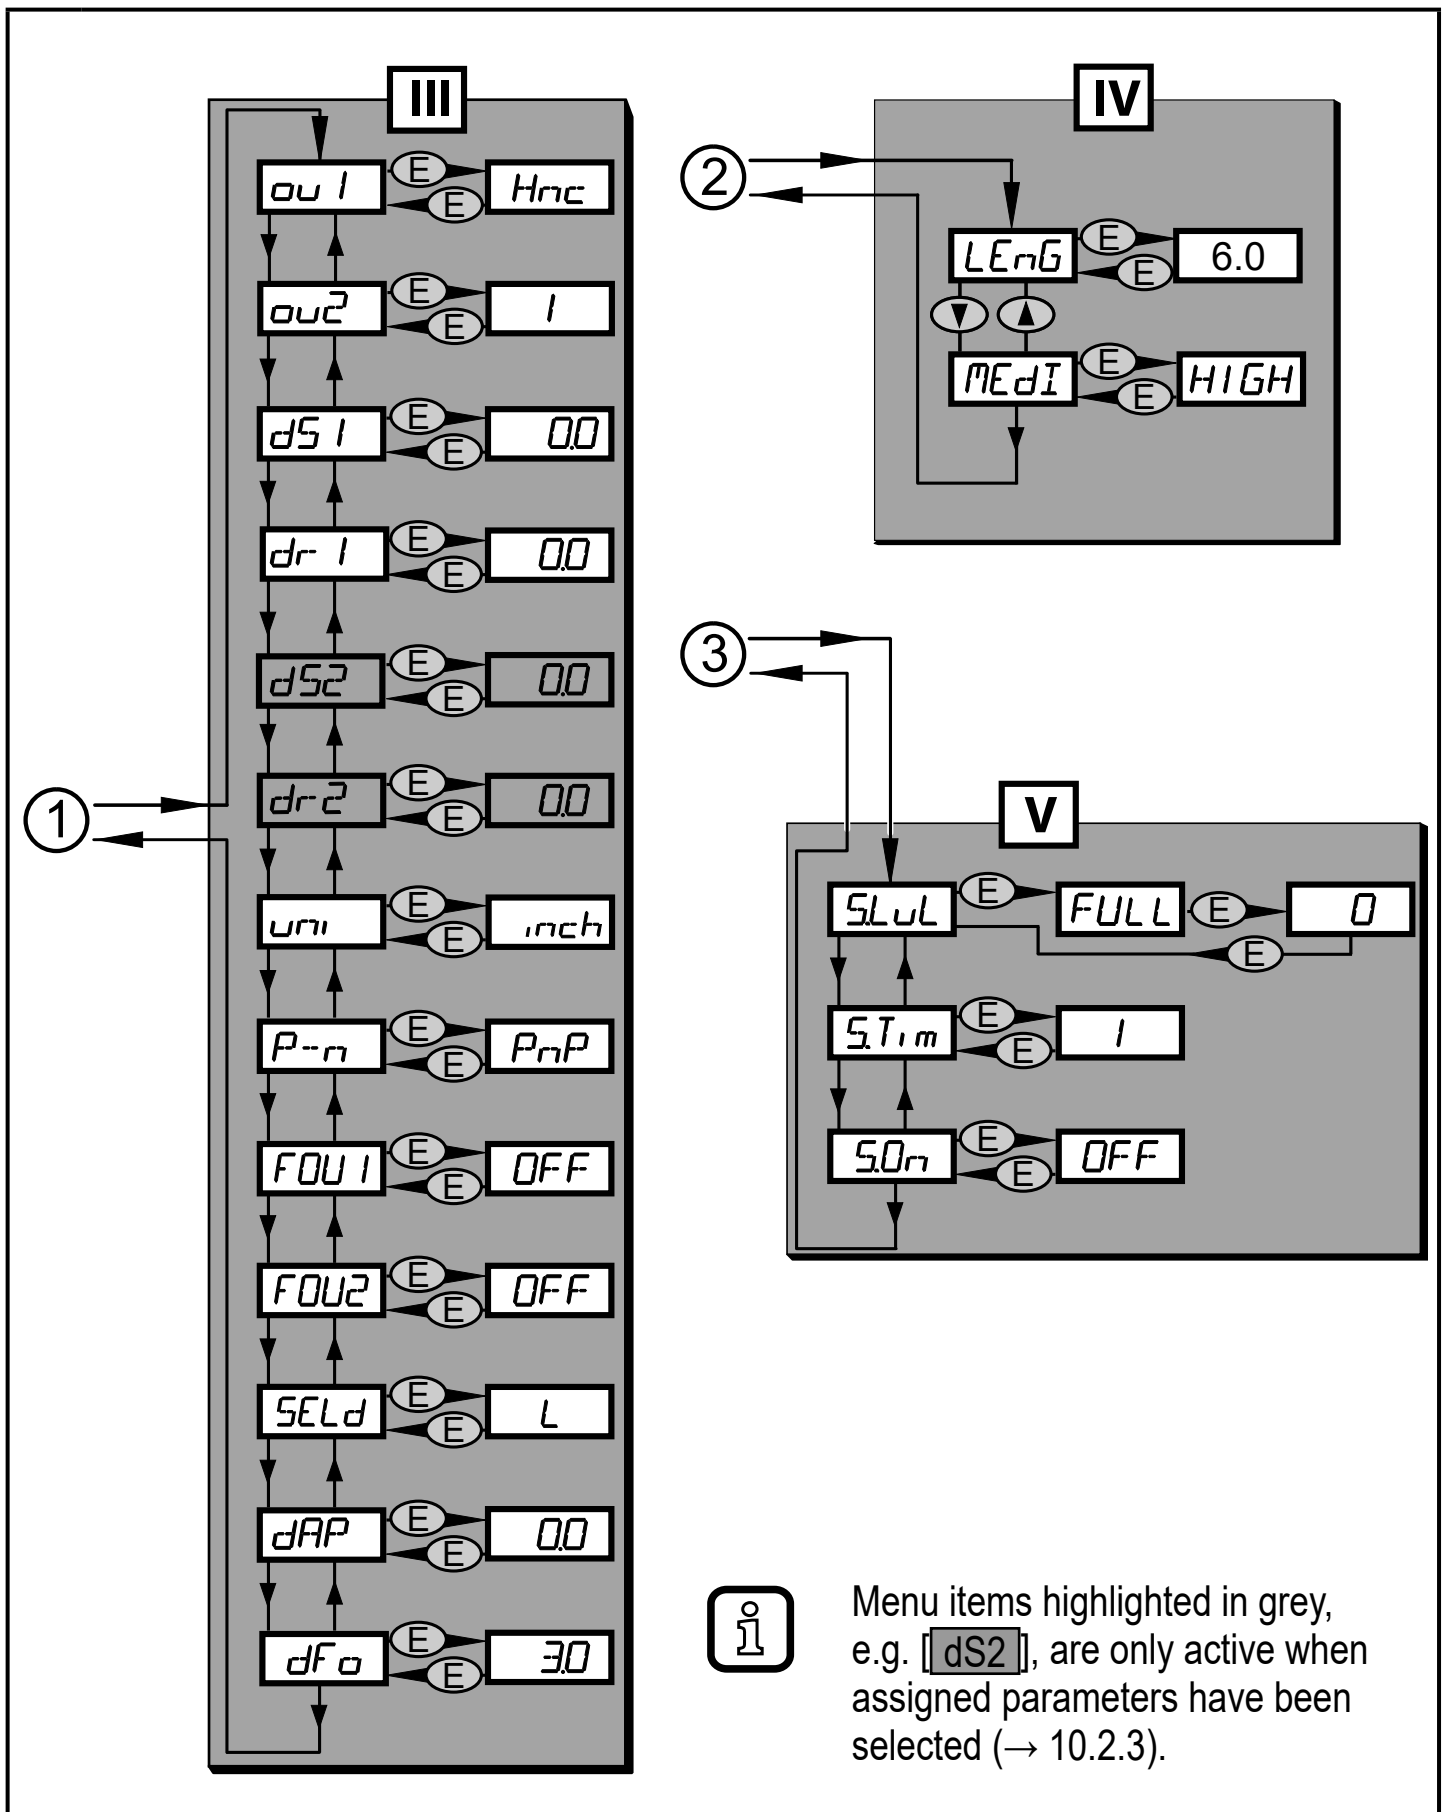 III
ou1 E E Hnc
ou2 E E 1
dS1 E E 0.0
dr1 E E 0.0
dS2 E E 0.0
1
dr2 E E 0.0
uni E E inch
P-n E E PnP
FOU1 E E OFF
FOU2 E E OFF
SELd E E L
dAP E E 0.0
dFo E E 3.0
IV
2
LEnG E E 6.0
MEdI E E HIGH
3
V
S.LvL E FULL E 0
E
S.Tim E E 1
S.On E E OFF
i
Menu items highlighted in grey,
e.g. [ dS2 ], are only active when
assigned parameters have been
selected (→ 10.2.3).